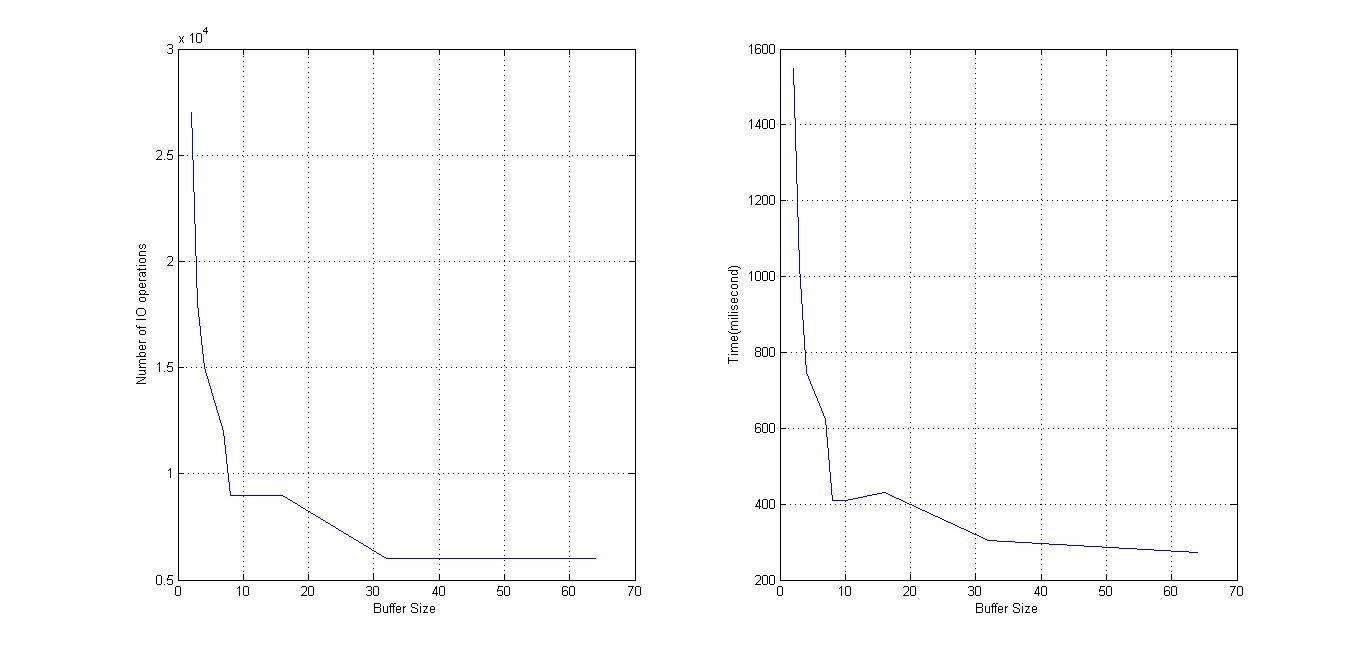 x 10^4
3
2.5
2
1.5
1
0.5
0 10 20 30 40 50 60 70
Number of IO operations
Buffer Size
1600
1400
1200
1000
800
600
400
200
0 10 20 30 40 50 60 70
Time(milisecond)
Buffer Size